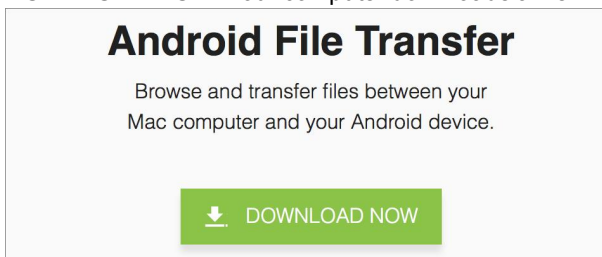 Android File Transfer
Browse and transfer files between your
Mac computer and your Android device.
DOWNLOAD NOW